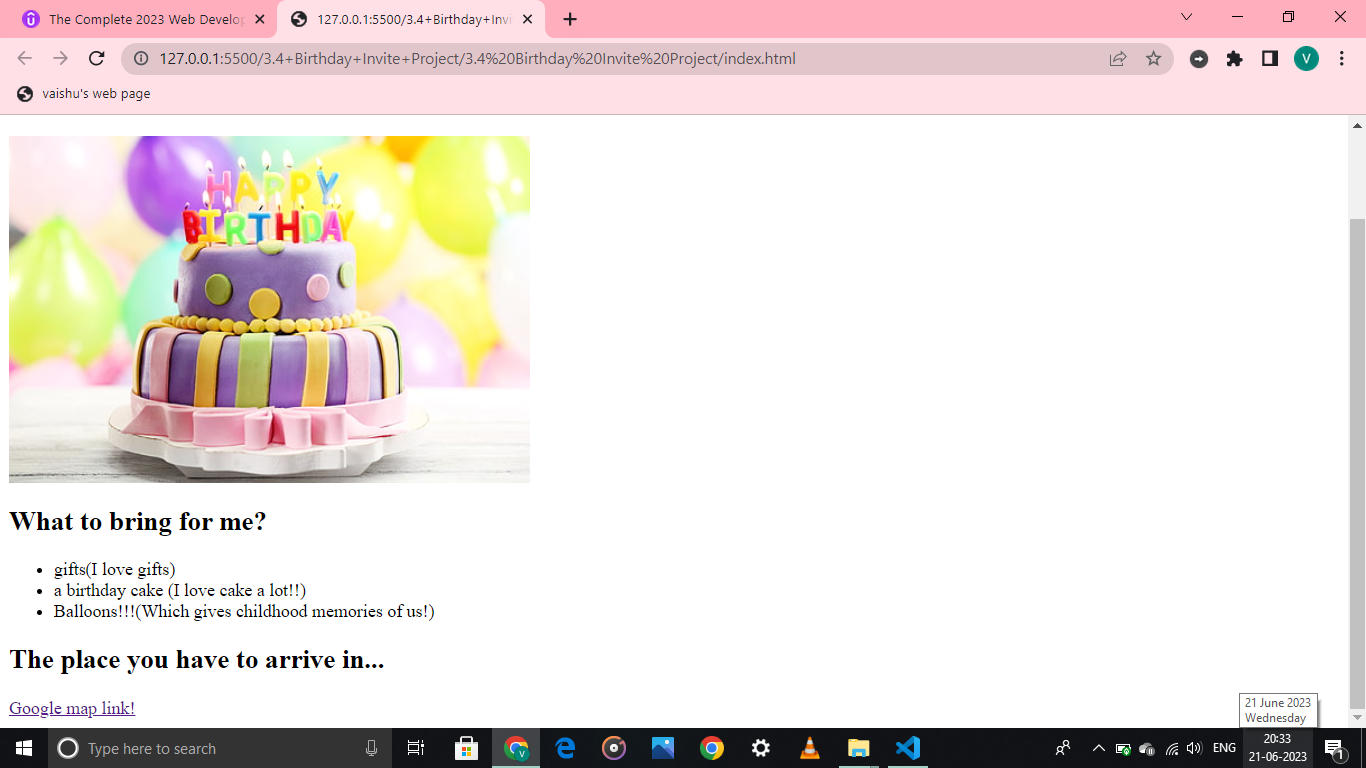 The Complete 2023 Web Develop
127.0.0.1:5500/3.4+Birthday+Invi
127.0.0.1:5500/3.4+Birthday+Invite+Project/3.4%20Birthday%20Invite%20Project/index.html
V
vaishu's web page
HAPPY
BIRTHDAY
What to bring for me?
gifts(I love gifts)
a birthday cake (I love cake a lot!!)
Balloons!!!(Which gives childhood memories of us!)
The place you have to arrive in...
Google map link!
21 June 2023
Wednesday
Type here to search
V
ENG
20:33
21-06-2023
1